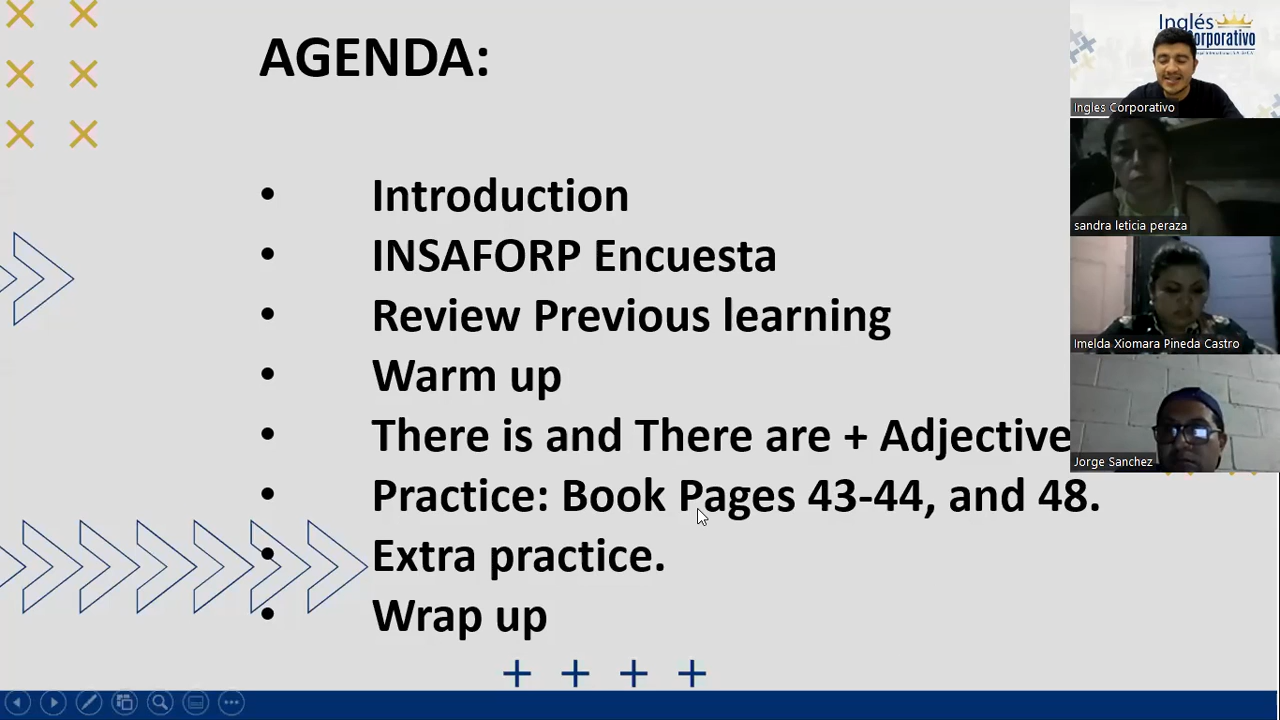 AGENDA:
• Introduction
• INSAFORP Encuesta
• Review Previous learning
• Warm up
• There is and There are + Adjective
• Practice: Book Pages 43-44, and 48.
• Extra practice.
• Wrap up
Inglés
orporativo
Ingles Corporativo
sandra leticia peraza
Imelda Xiomara Pineda Castro
Jorge Sanchez